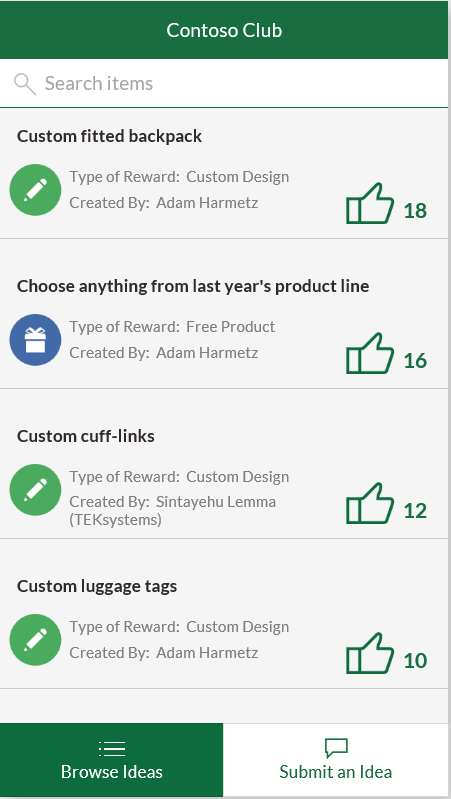 Contoso Club
Search items
Custom fitted backpack
Type of Reward: Custom Design
Created By: Adam Harmetz
18
Choose anything from last year's product line
Type of Reward: Free Product
Created By: Adam Harmetz
16
Custom cuff-links
Type of Reward: Custom Design
Created By: Sintayehu Lemma
(TEKsystems)
12
Custom luggage tags
Type of Reward: Custom Design
Created By: Adam Harmetz
10
Browse Ideas
Submit an Idea